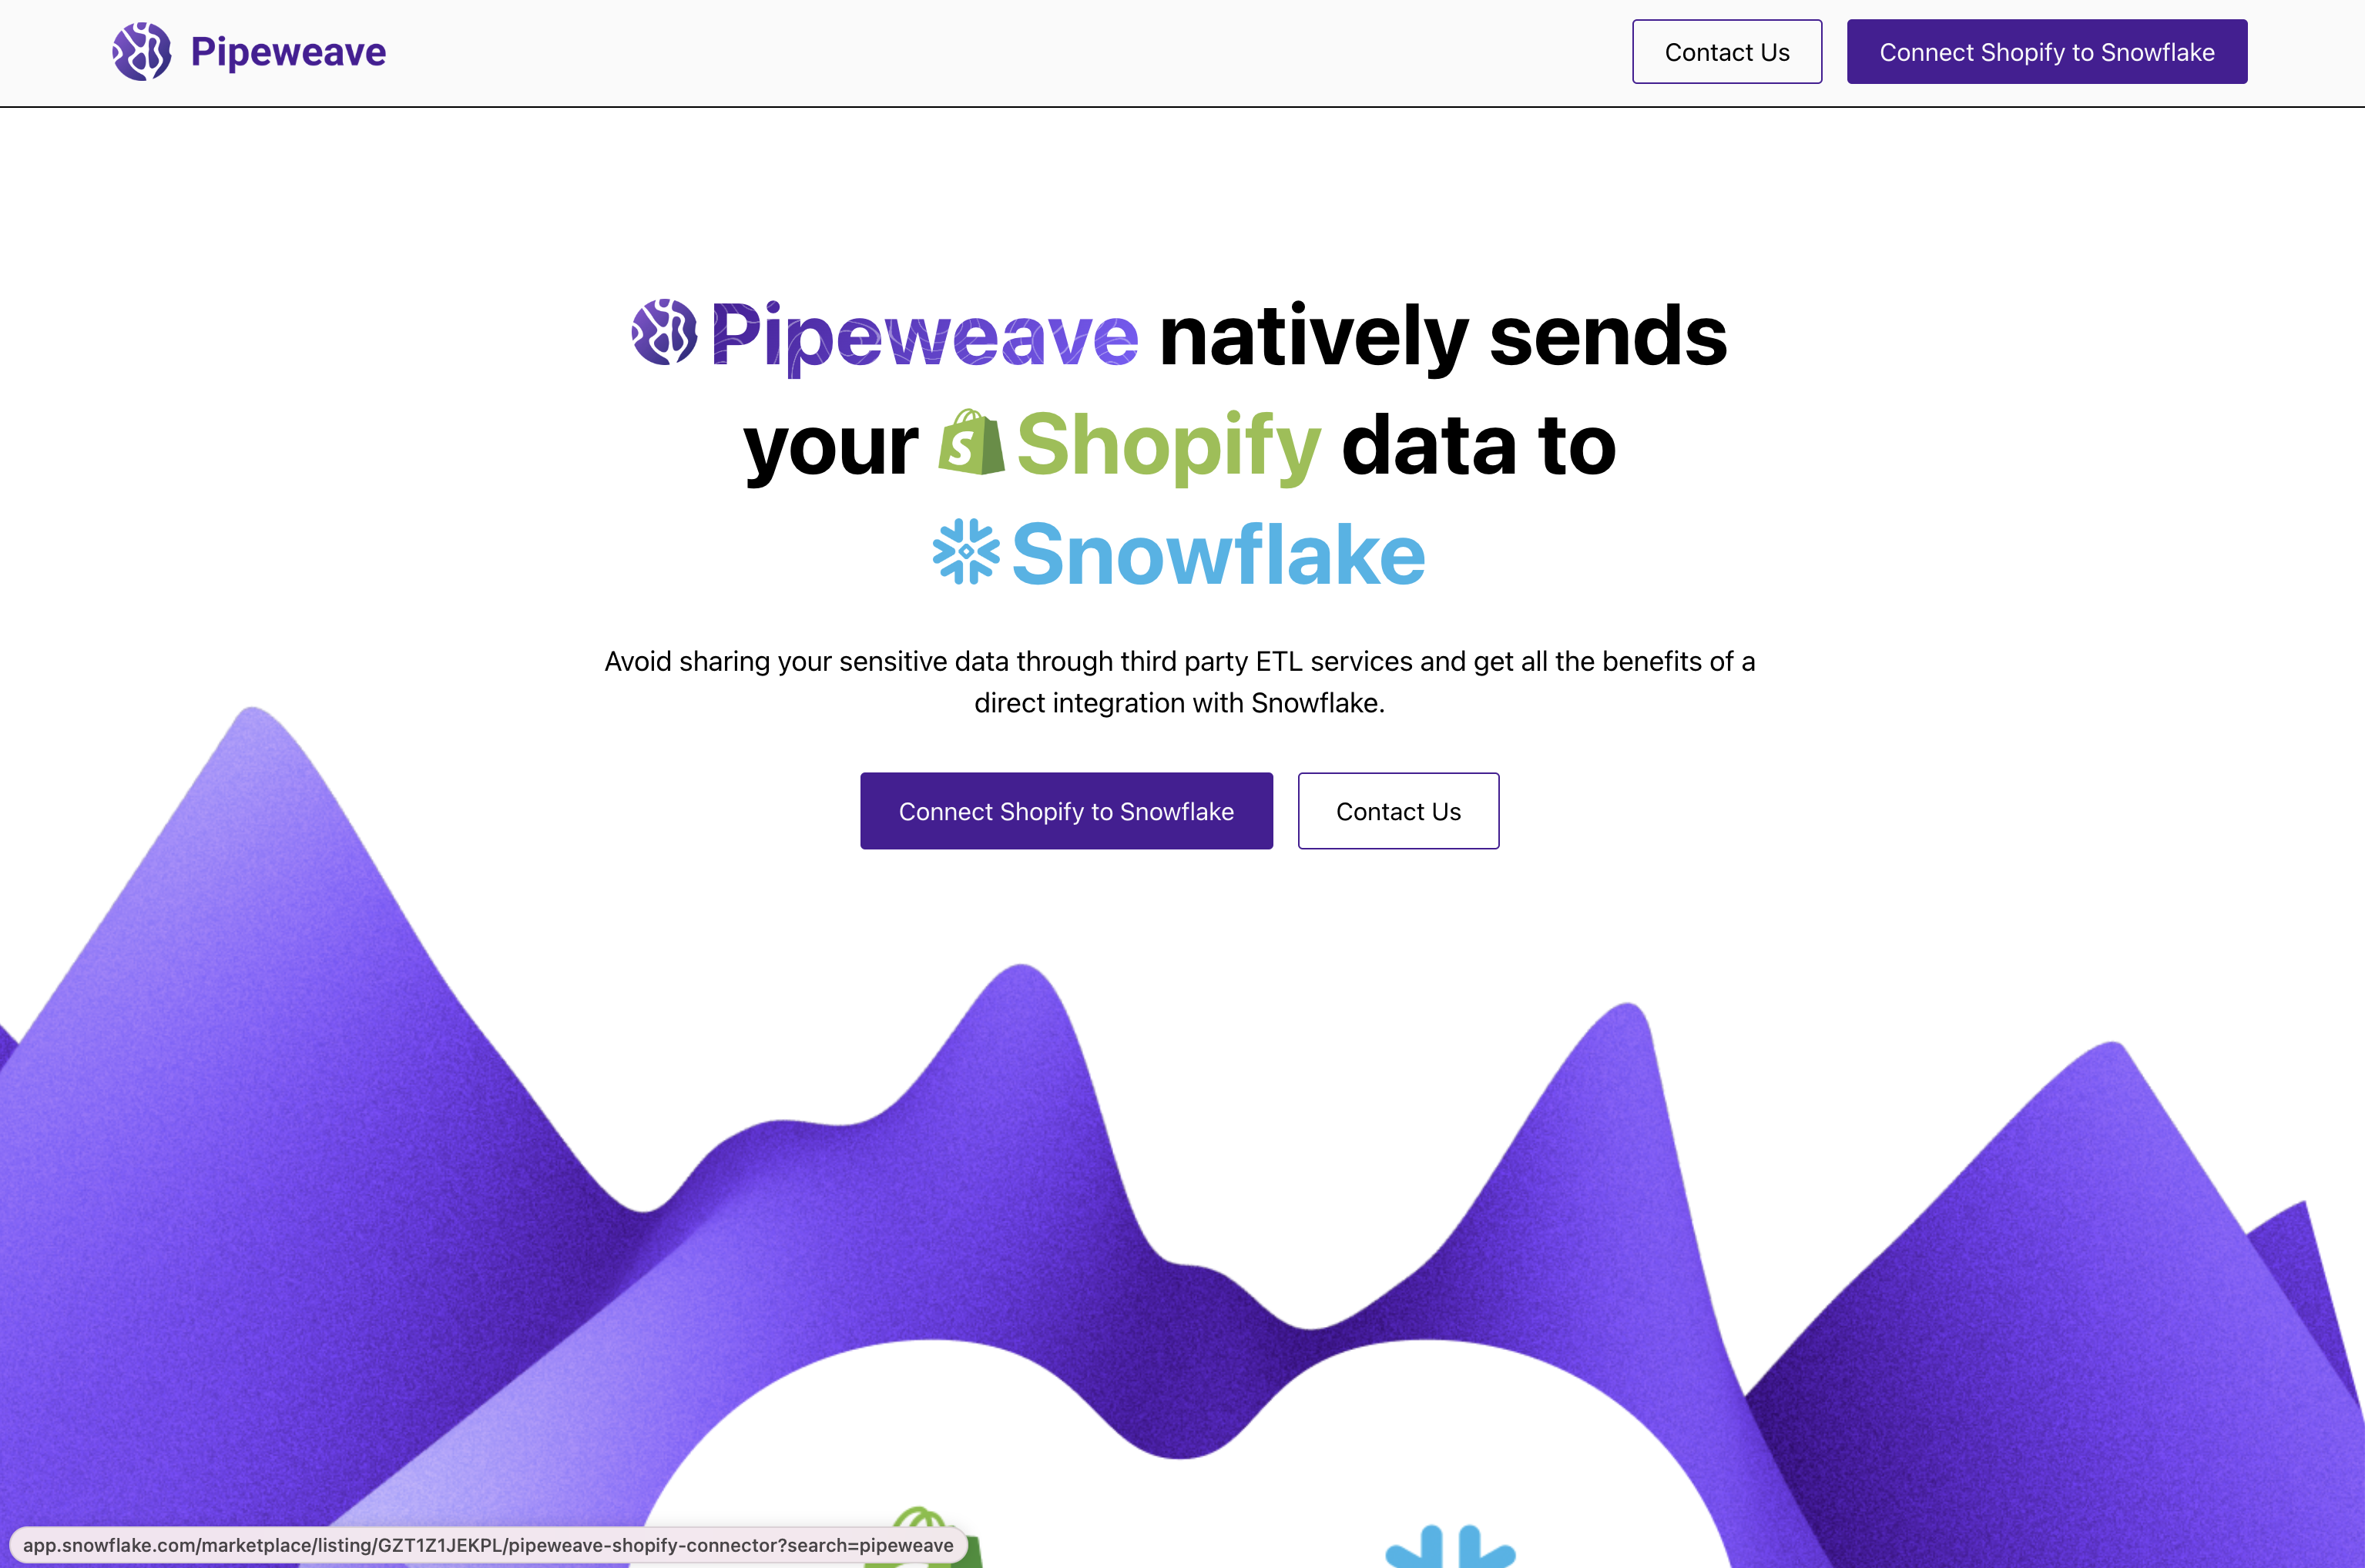 Pipeweave
Contact Us
Connect Shopify to Snowflake
Pipeweave natively sends
your Shopify data to
Snowflake
Avoid sharing your sensitive data through third party ETL services and get all the benefits of a
direct integration with Snowflake.
Connect Shopify to Snowflake
Contact Us
app.snowflake.com/marketplace/listing/GZT1Z1JEKPL/pipeweave-shopify-connector?search=pipeweave